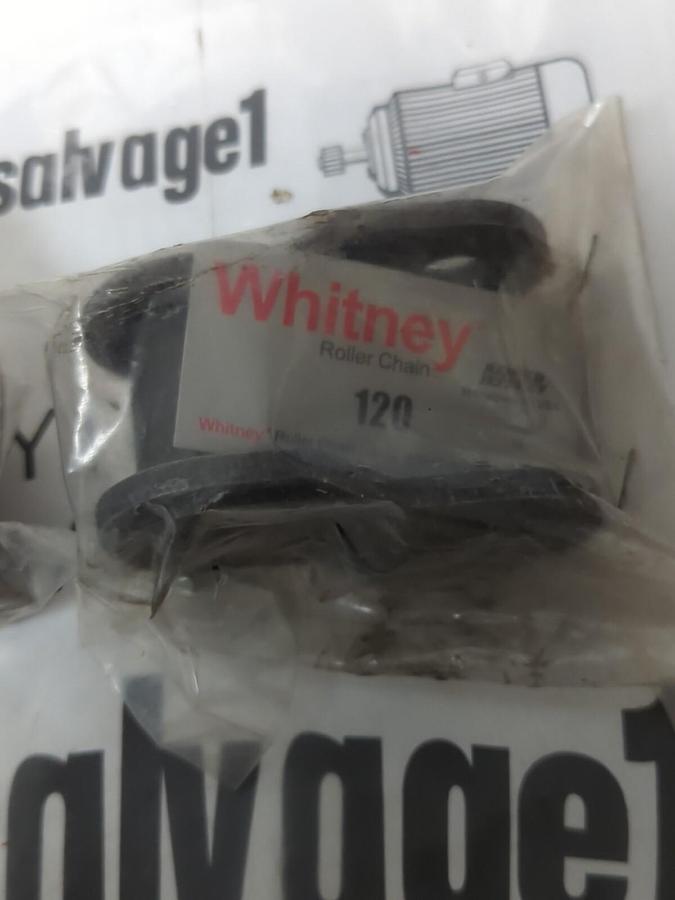 salvage1
Whitney
Roller Chain
120
Whitney Roller Chain
Y
alvage1